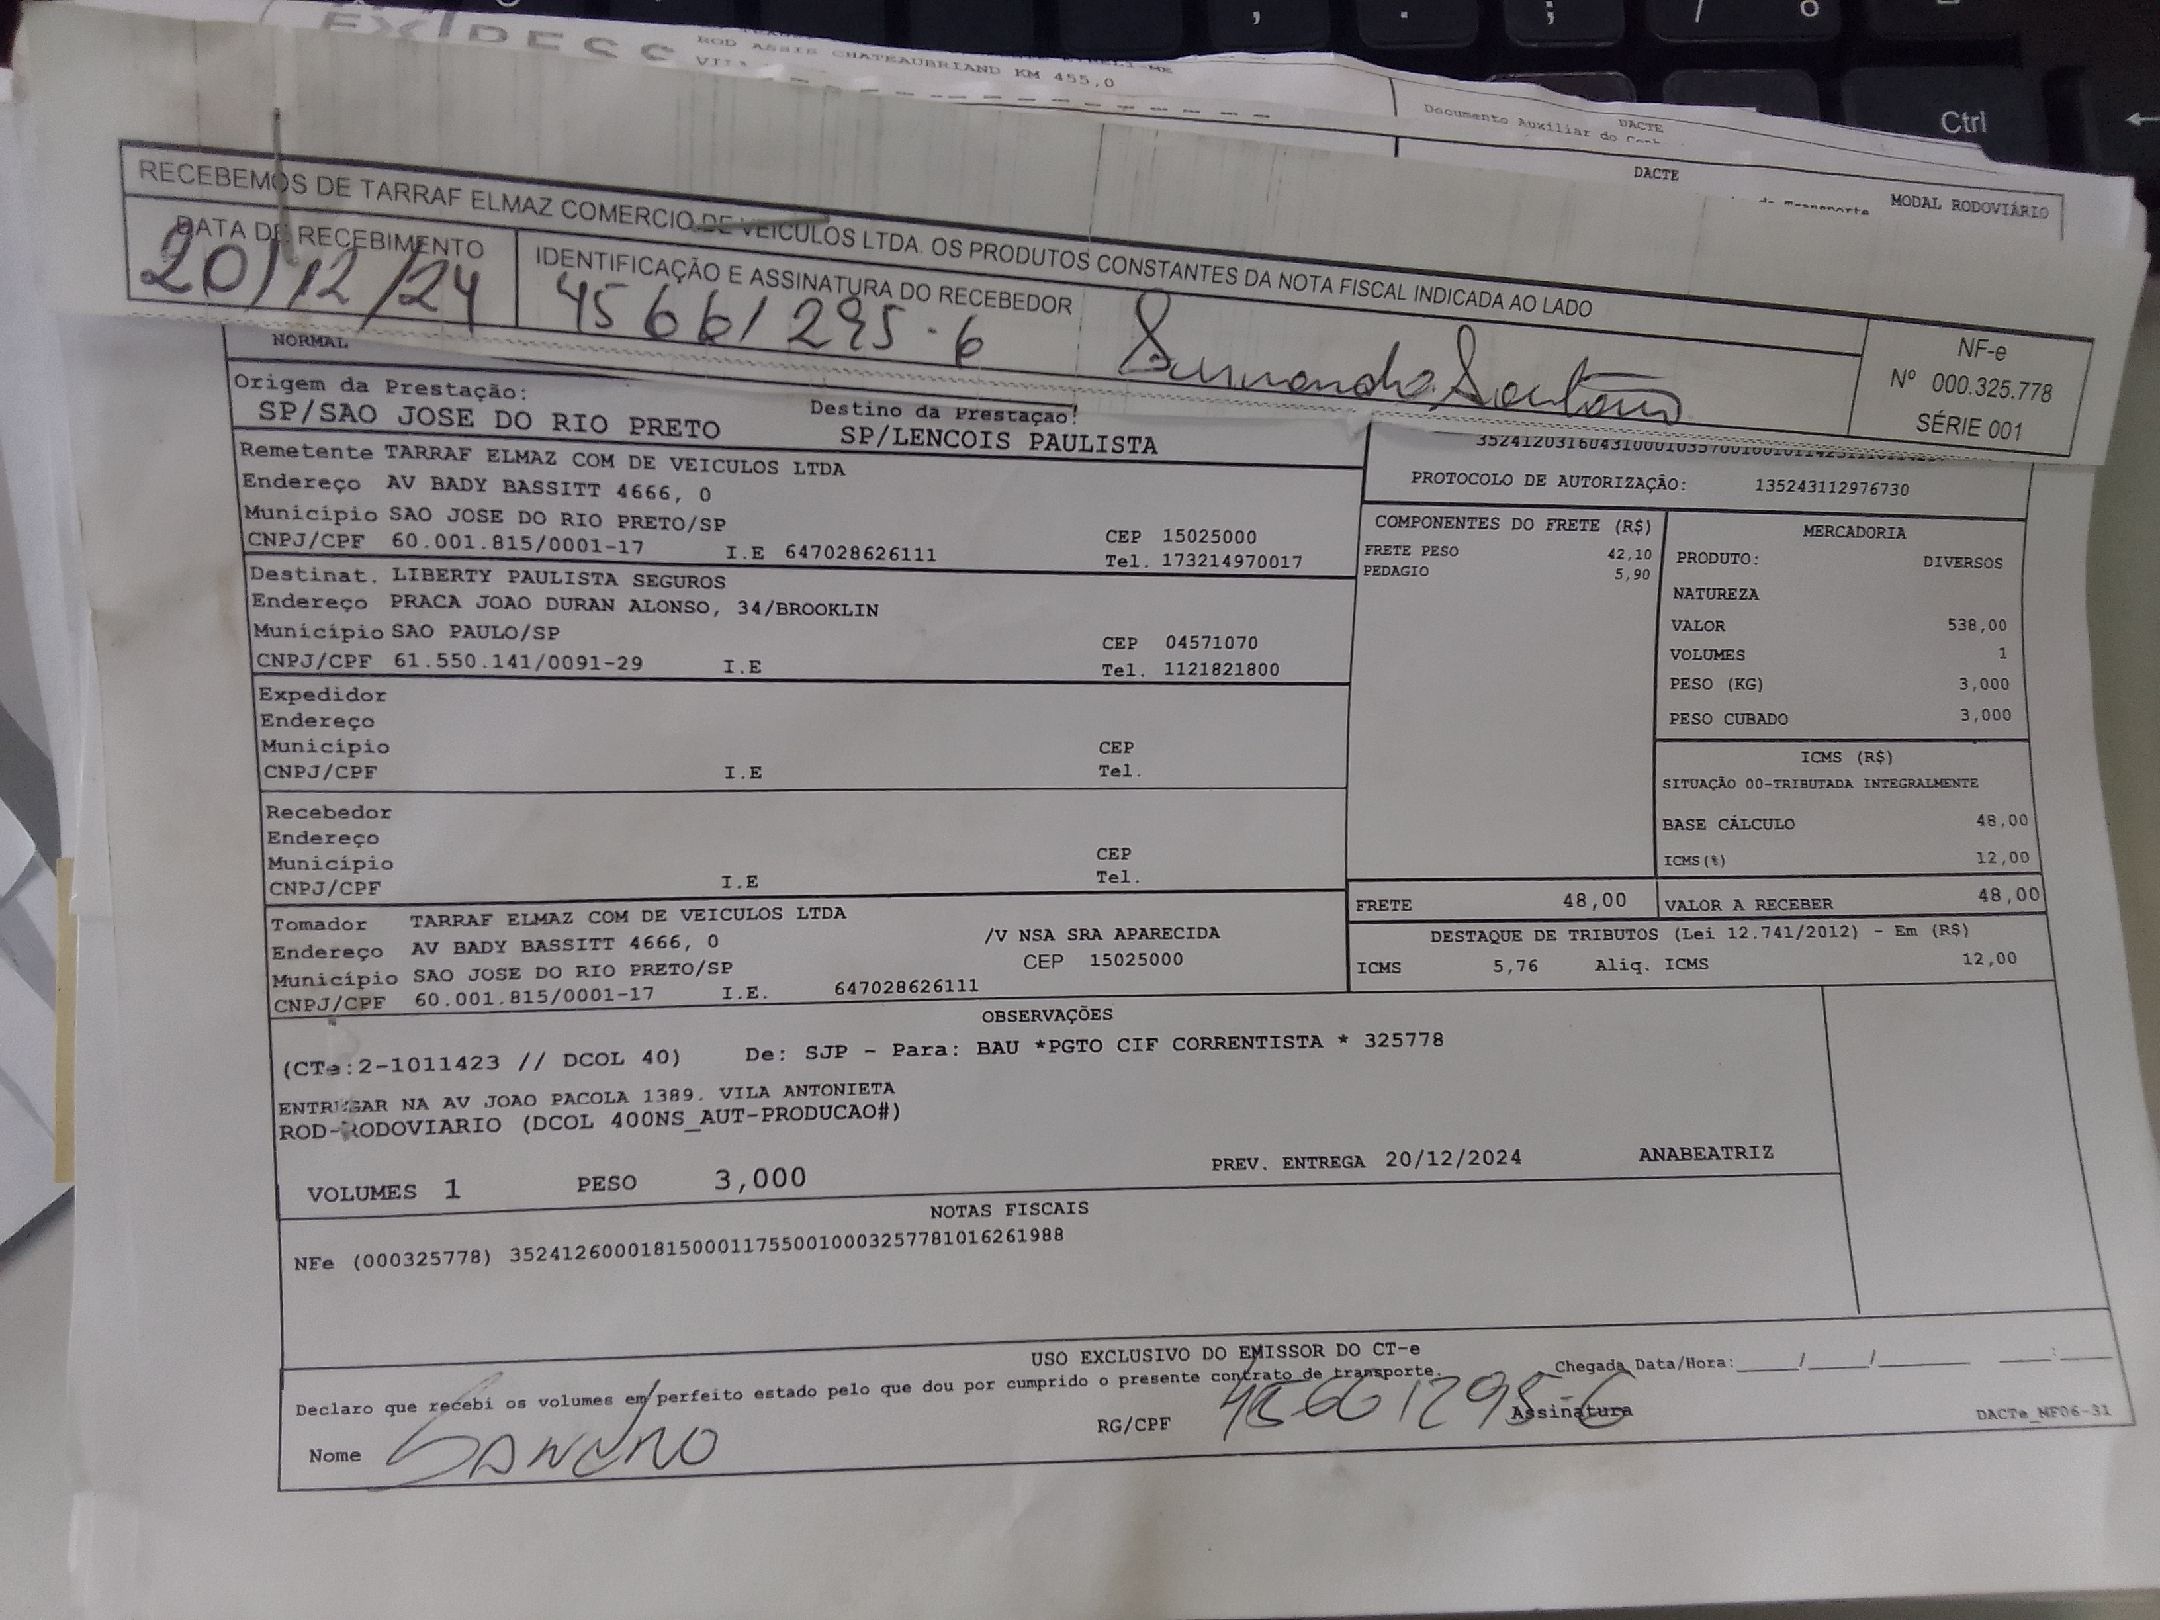 EXPRESS
ROD ASSIS CHATEAUBRIAND KM 455,0
DACTE
Documento Auxiliar do
DACTE
MODAL RODOVIÁRIO
RECEBEMOS DE TARRAF ELMAZ COMERCIO DE VEICULOS LTDA. OS PRODUTOS CONSTANTES DA NOTA FISCAL INDICADA AO LADO
DATA DE RECEBIMENTO
20/12/24
IDENTIFICAÇÃO E ASSINATURA DO RECEBEDOR
45661295-6
NF-e
Nº 000.325.778
SÉRIE 001
NORMAL
Origem da Prestação:
SP/SAO JOSE DO RIO PRETO
Destino da Prestação:
SP/LENCOIS PAULISTA
PROTOCOLO DE AUTORIZAÇÃO: 135243112976730
Remetente TARRAF ELMAZ COM DE VEICULOS LTDA
Endereço AV BADY BASSITT 4666, 0
Município SAO JOSE DO RIO PRETO/SP CEP 15025000
CNPJ/CPF 60.001.815/0001-17 I.E 647028626111 Tel. 173214970017
Destinat. LIBERTY PAULISTA SEGUROS
Endereço PRACA JOAO DURAN ALONSO, 34/BROOKLIN
Município SAO PAULO/SP CEP 04571070
CNPJ/CPF 61.550.141/0091-29 I.E Tel. 1121821800
Expedidor
Endereço
Município CEP
CNPJ/CPF I.E Tel.
Recebedor
Endereço
Município CEP
CNPJ/CPF I.E Tel.
Tomador TARRAF ELMAZ COM DE VEICULOS LTDA
Endereço AV BADY BASSITT 4666, 0 /V NSA SRA APARECIDA
Município SAO JOSE DO RIO PRETO/SP CEP 15025000
CNPJ/CPF 60.001.815/0001-17 I.E. 647028626111
COMPONENTES DO FRETE (R$)
FRETE PESO 42,10
PEDAGIO 5,90
MERCADORIA
PRODUTO: DIVERSOS
NATUREZA
VALOR 538,00
VOLUMES 1
PESO (KG) 3,000
PESO CUBADO 3,000
ICMS (R$)
SITUAÇÃO 00-TRIBUTADA INTEGRALMENTE
BASE CÁLCULO 48,00
ICMS(%) 12,00
FRETE 48,00 VALOR A RECEBER 48,00
DESTAQUE DE TRIBUTOS (Lei 12.741/2012) - Em (R$)
ICMS 5,76 Aliq. ICMS 12,00
OBSERVAÇÕES
(CTe:2-1011423 // DCOL 40) De: SJP - Para: BAU *PGTO CIF CORRENTISTA * 325778
ENTREGAR NA AV JOAO PACOLA 1389. VILA ANTONIETA
ROD-RODOVIARIO (DCOL 400NS_AUT-PRODUCAO#)
VOLUMES 1 PESO 3,000 PREV. ENTREGA 20/12/2024 ANABEATRIZ
NOTAS FISCAIS
NFe (000325778) 35241260001815000117550010003257781016261988
USO EXCLUSIVO DO EMISSOR DO CT-e
Declaro que recebi os volumes em perfeito estado pelo que dou por cumprido o presente contrato de transporte.
Chegada Data/Hora:____/____/______ ___:___
Nome
RG/CPF 45661295-6 Assinatura
DACTe_MF06-31
Ctrl